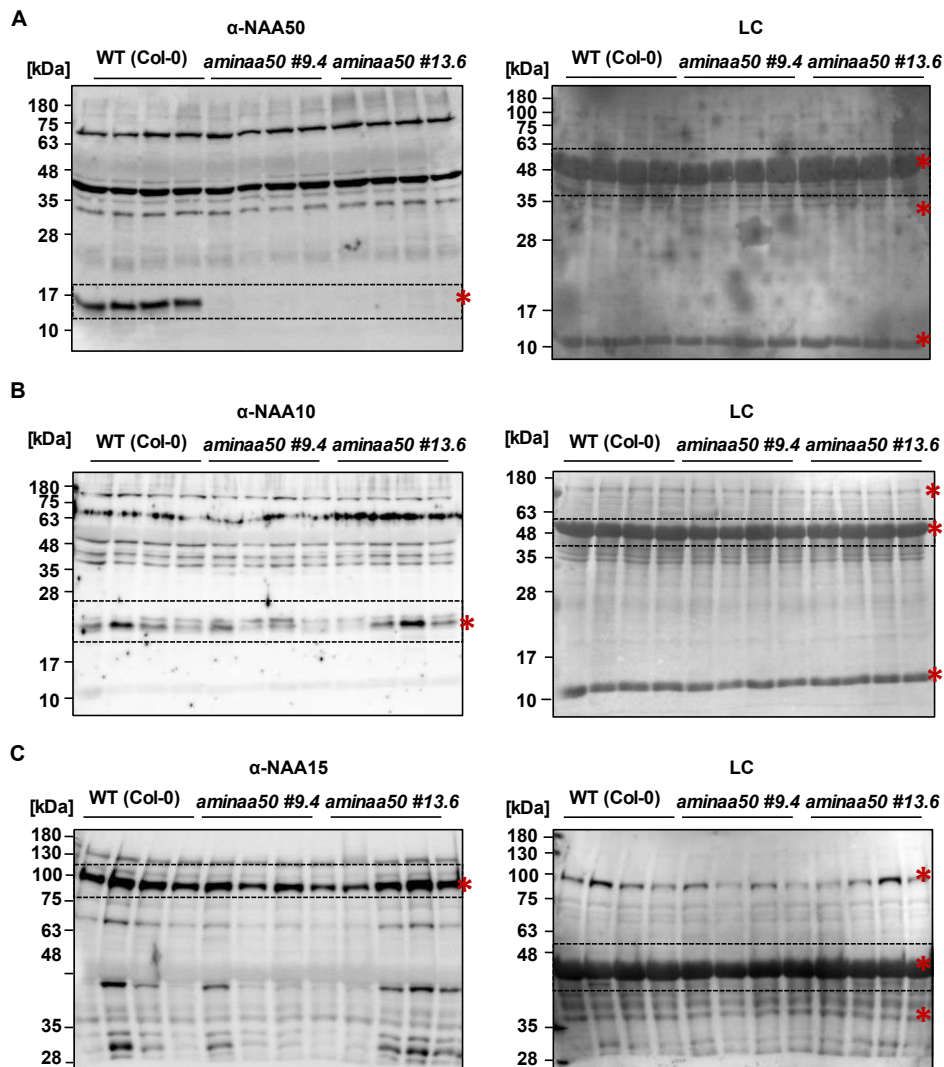 A
α-NAA50
LC
WT (Col-0) aminaa50 #9.4 aminaa50 #13.6
WT (Col-0) aminaa50 #9.4 aminaa50 #13.6
[kDa]
180
75
63
48
35
28
17
10
*
[kDa]
180
100
75
63
48
35
28
17
10
*
*
*
B
α-NAA10
LC
WT (Col-0) aminaa50 #9.4 aminaa50 #13.6
WT (Col-0) aminaa50 #9.4 aminaa50 #13.6
[kDa]
180
75
63
48
35
28
17
10
*
[kDa]
180
63
48
35
28
17
10
*
*
*
C
α-NAA15
LC
WT (Col-0) aminaa50 #9.4 aminaa50 #13.6
WT (Col-0) aminaa50 #9.4 aminaa50 #13.6
[kDa]
180
130
100
75
63
48
35
28
*
[kDa]
180
130
100
75
63
48
35
28
*
*
*